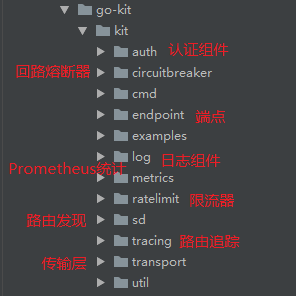 go-kit
kit
auth 认证组件
回路熔断器 circuitbreaker
cmd
endpoint 端点
examples
log 日志组件
Prometheus统计 metrics
ratelimit 限流器
路由发现 sd
tracing 路由追踪
传输层 transport
util